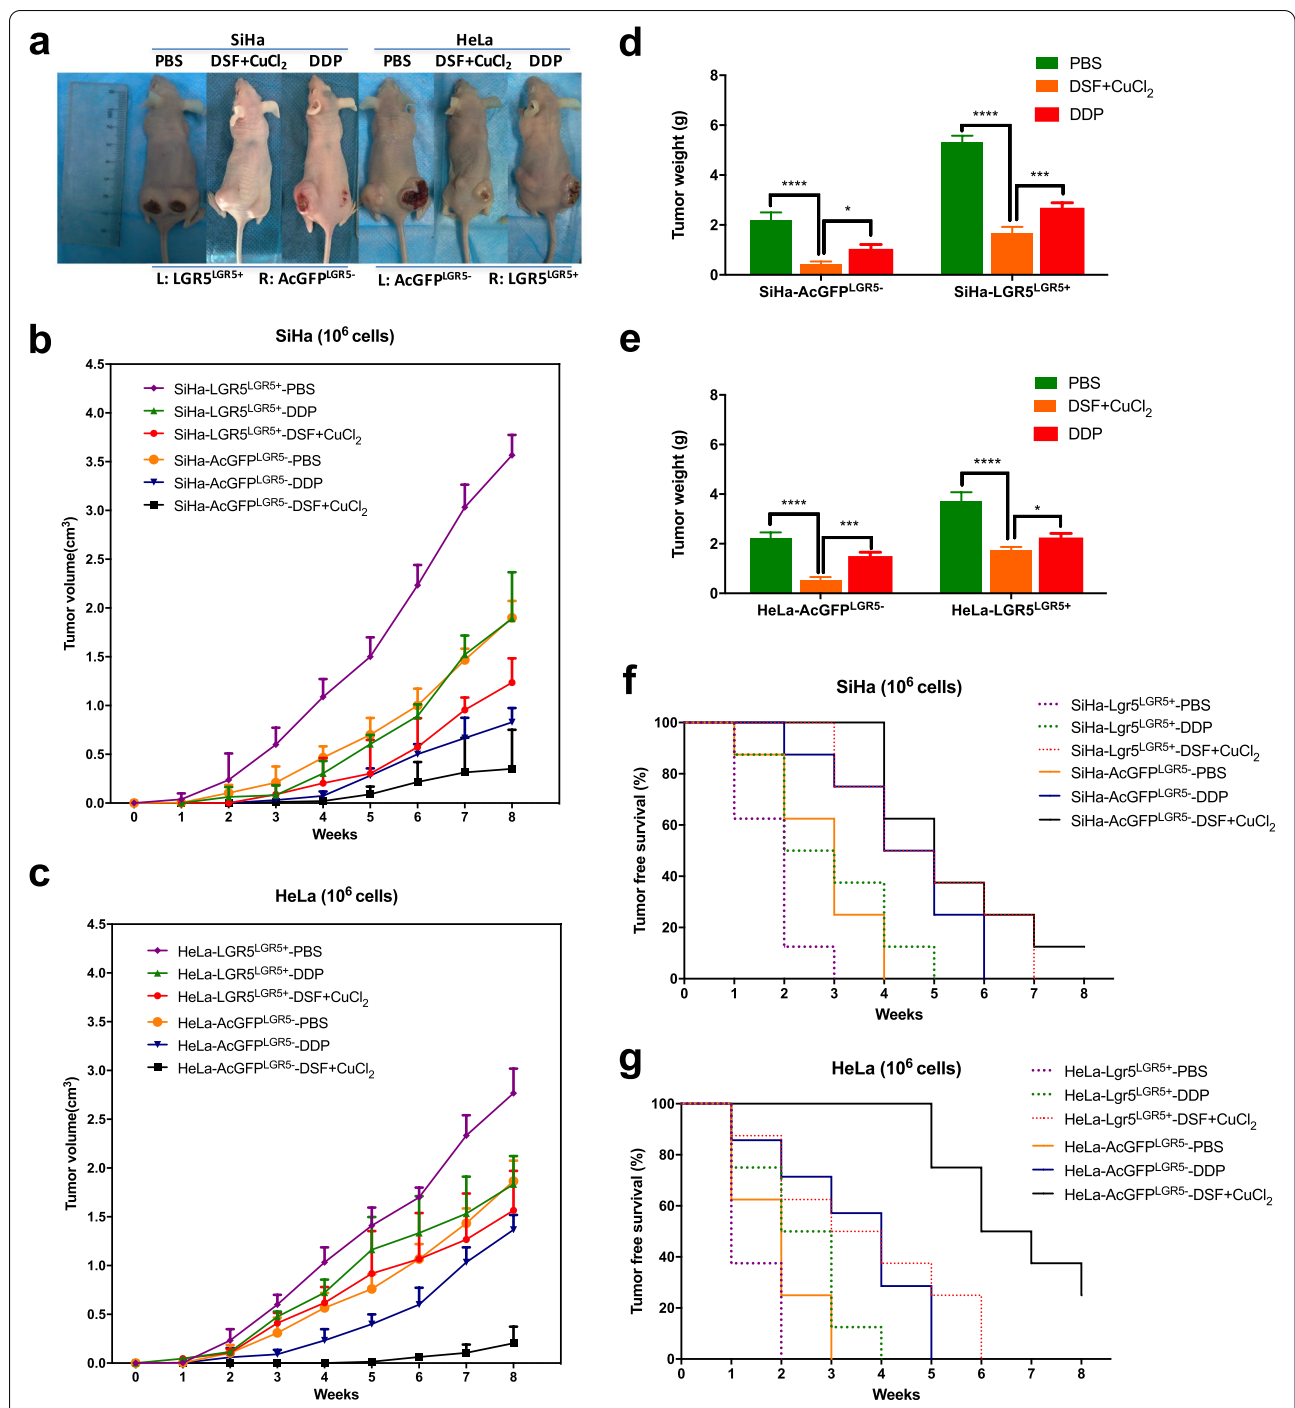 a
SiHa
HeLa
PBS DSF+CuCl2 DDP PBS DSF+CuCl2 DDP
L: LGR5LGR5+ R: AcGFPLGR5- L: AcGFPLGR5- R: LGR5LGR5+
b
SiHa (10^6 cells)
SiHa-LGR5LGR5+-PBS
SiHa-LGR5LGR5+-DDP
SiHa-LGR5LGR5+-DSF+CuCl2
SiHa-AcGFPLGR5--PBS
SiHa-AcGFPLGR5--DDP
SiHa-AcGFPLGR5--DSF+CuCl2
Tumor volume(cm3)
4.5
4.0
3.5
3.0
2.5
2.0
1.5
1.0
0.5
0.0
0 1 2 3 4 5 6 7 8
Weeks
c
HeLa (10^6 cells)
HeLa-LGR5LGR5+-PBS
HeLa-LGR5LGR5+-DDP
HeLa-LGR5LGR5+-DSF+CuCl2
HeLa-AcGFPLGR5--PBS
HeLa-AcGFPLGR5--DDP
HeLa-AcGFPLGR5--DSF+CuCl2
Tumor volume(cm3)
4.5
4.0
3.5
3.0
2.5
2.0
1.5
1.0
0.5
0.0
0 1 2 3 4 5 6 7 8
Weeks
d
PBS
DSF+CuCl2
DDP
Tumor weight (g)
8
6
4
2
0
**** * **** ***
SiHa-AcGFPLGR5- SiHa-LGR5LGR5+
e
PBS
DSF+CuCl2
DDP
Tumor weight (g)
8
6
4
2
0
**** *** **** *
HeLa-AcGFPLGR5- HeLa-LGR5LGR5+
f
SiHa (10^6 cells)
SiHa-Lgr5LGR5+-PBS
SiHa-Lgr5LGR5+-DDP
SiHa-Lgr5LGR5+-DSF+CuCl2
SiHa-AcGFPLGR5--PBS
SiHa-AcGFPLGR5--DDP
SiHa-AcGFPLGR5--DSF+CuCl2
Tumor free survival (%)
100
80
60
40
20
0
0 1 2 3 4 5 6 7 8
Weeks
g
HeLa (10^6 cells)
HeLa-Lgr5LGR5+-PBS
HeLa-Lgr5LGR5+-DDP
HeLa-Lgr5LGR5+-DSF+CuCl2
HeLa-AcGFPLGR5--PBS
HeLa-AcGFPLGR5--DDP
HeLa-AcGFPLGR5--DSF+CuCl2
Tumor free survival (%)
100
80
60
40
20
0
0 1 2 3 4 5 6 7 8
Weeks